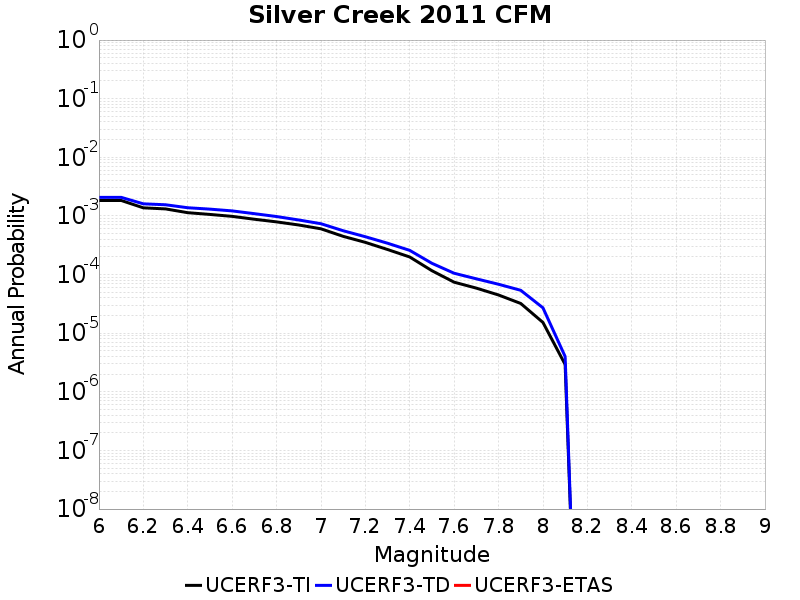 Silver Creek 2011 CFM
Annual Probability
10^0
10^-1
10^-2
10^-3
10^-4
10^-5
10^-6
10^-7
10^-8
6 6.2 6.4 6.6 6.8 7 7.2 7.4 7.6 7.8 8 8.2 8.4 8.6 8.8 9
Magnitude
UCERF3-TI UCERF3-TD UCERF3-ETAS